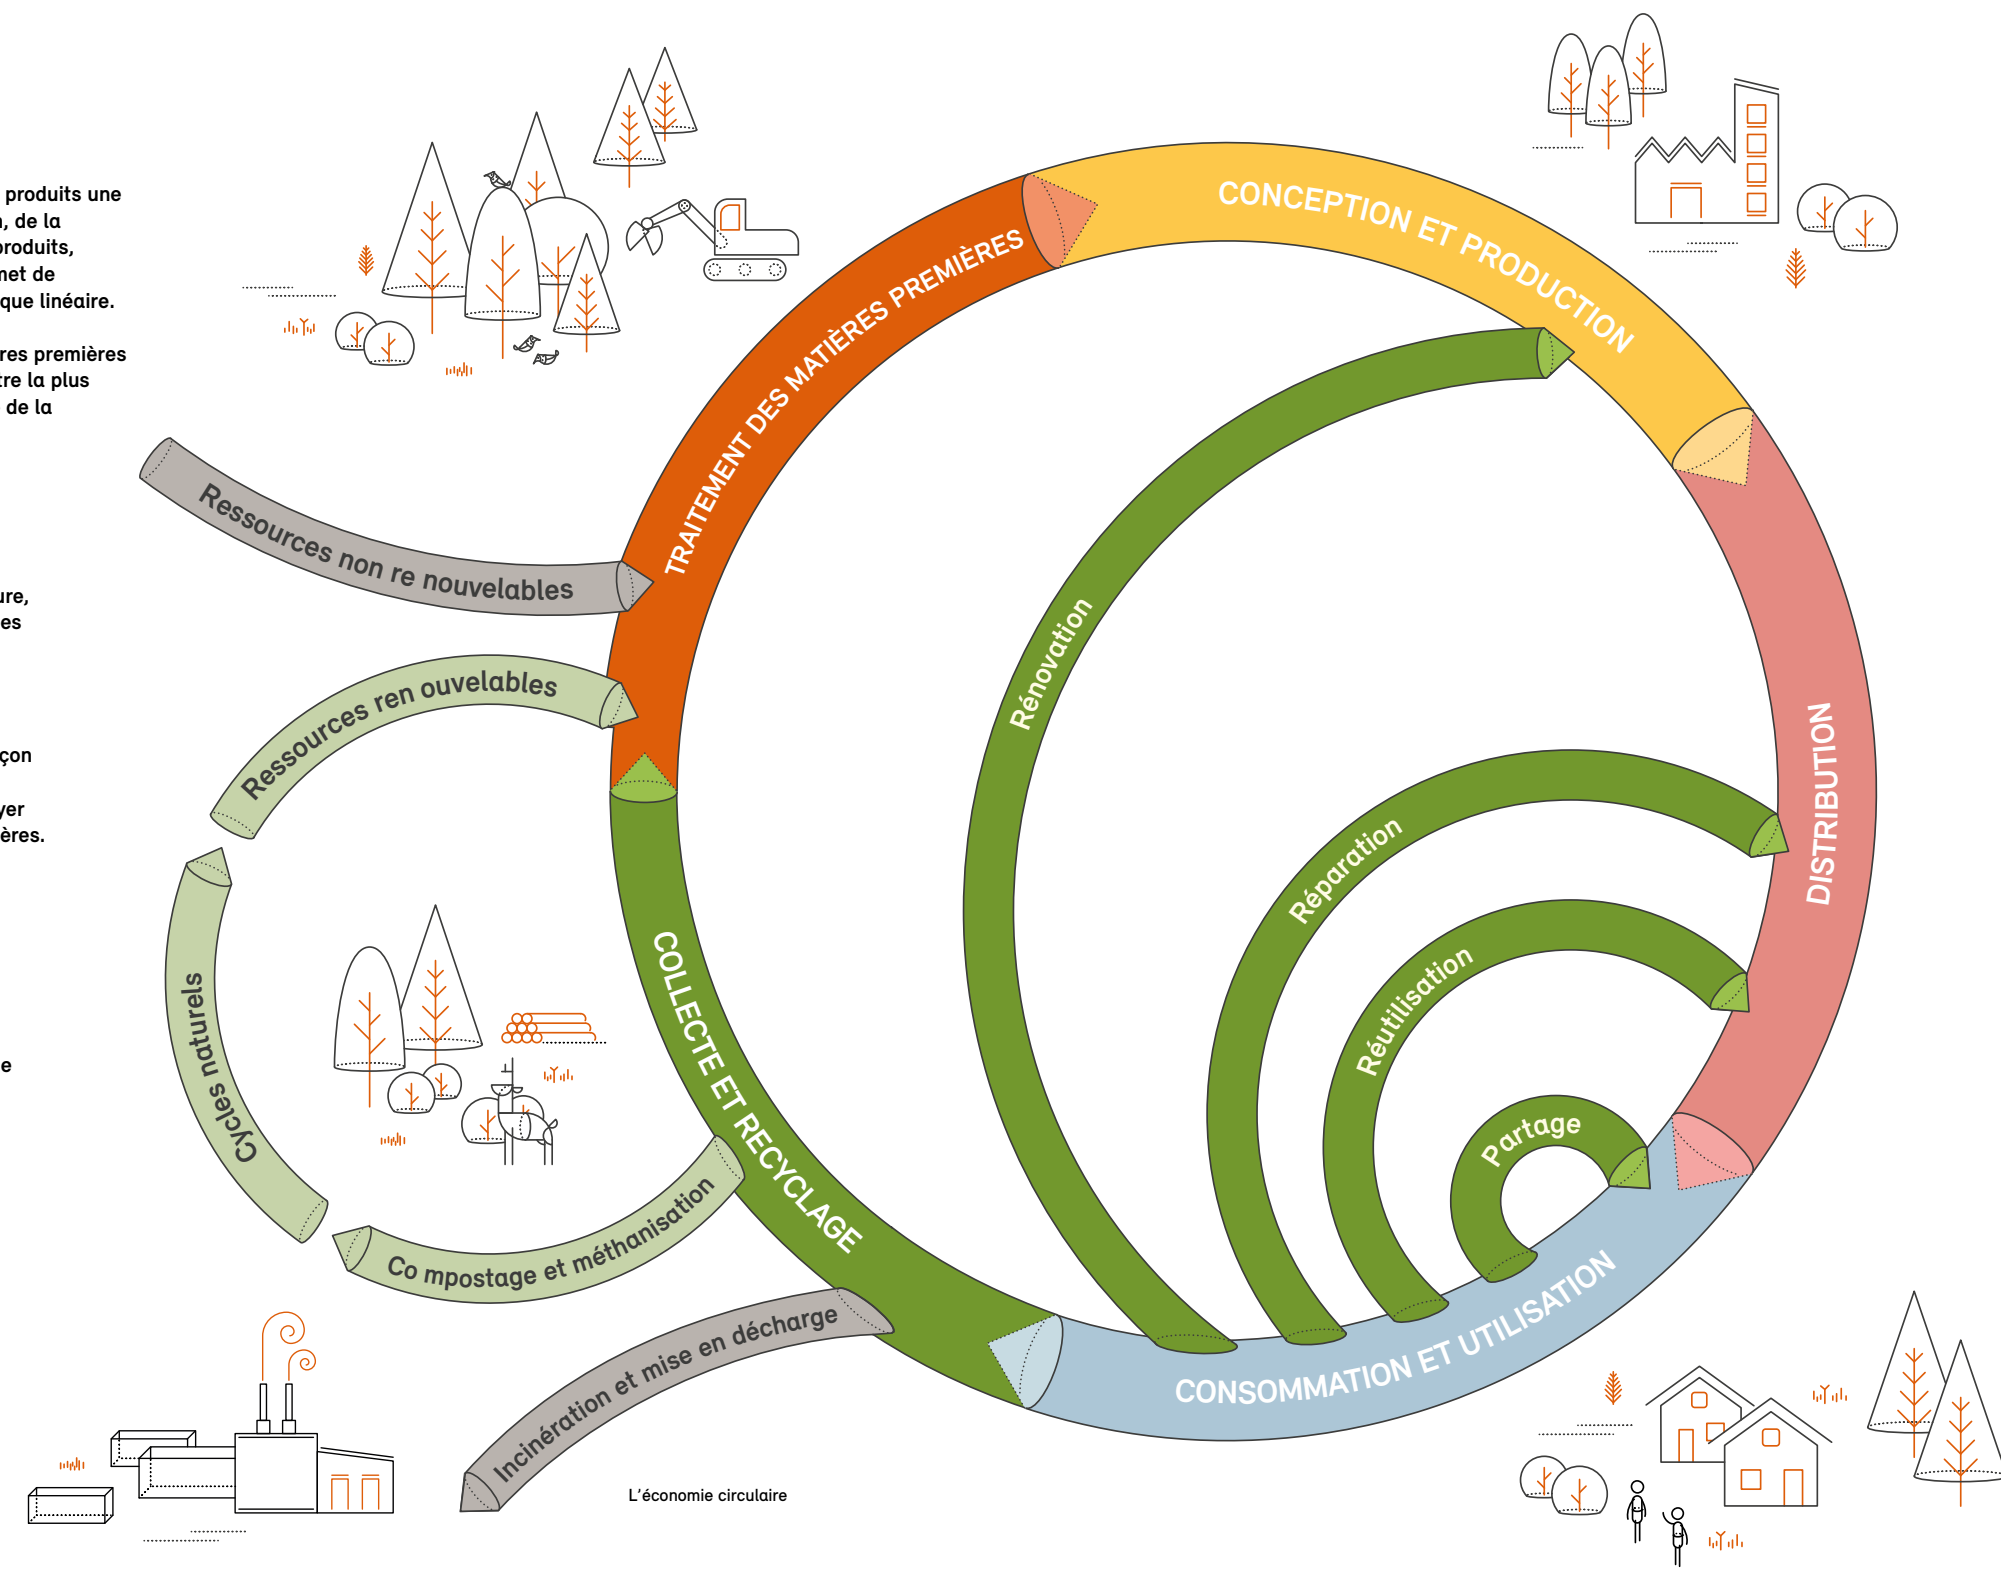 produits une
, de la
produits,
met de
que linéaire.
res premières
tre la plus
de la
ure,
es
çon
yer
ères.
e
CONCEPTION ET PRODUCTION
TRAITEMENT DES MATIÈRES PREMIÈRES
Ressources non re nouvelables
Ressources ren ouvelables
Rénovation
DISTRIBUTION
Réparation
Réutilisation
Partage
COLLECTE ET RECYCLAGE
Cycles naturels
Co mpostage et méthanisation
Incinération et mise en décharge
CONSOMMATION ET UTILISATION
L’économie circulaire